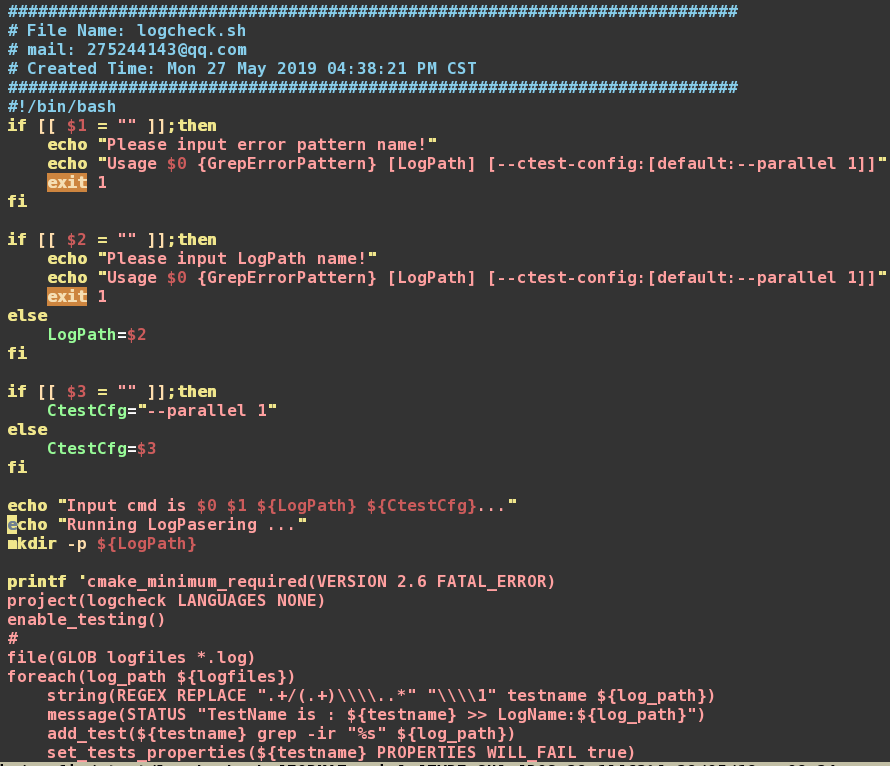 #########################################################################
# File Name: logcheck.sh
# mail: 275244143@qq.com
# Created Time: Mon 27 May 2019 04:38:21 PM CST
#########################################################################
#!/bin/bash
if [[ $1 = "" ]];then
    echo "Please input error pattern name!"
    echo "Usage $0 {GrepErrorPattern} [LogPath] [--ctest-config:[default:--parallel 1]]"
    exit 1
fi

if [[ $2 = "" ]];then
    echo "Please input LogPath name!"
    echo "Usage $0 {GrepErrorPattern} [LogPath] [--ctest-config:[default:--parallel 1]]"
    exit 1
else
    LogPath=$2
fi

if [[ $3 = "" ]];then
    CtestCfg="--parallel 1"
else
    CtestCfg=$3
fi

echo "Input cmd is $0 $1 ${LogPath} ${CtestCfg}..."
echo "Running LogPasering ..."
mkdir -p ${LogPath}

printf 'cmake_minimum_required(VERSION 2.6 FATAL_ERROR)
project(logcheck LANGUAGES NONE)
enable_testing()
#
file(GLOB logfiles *.log)
foreach(log_path ${logfiles})
    string(REGEX REPLACE ".+/(.+)\\\\..*" "\\\\1" testname ${log_path})
    message(STATUS "TestName is : ${testname} >> LogName:${log_path}")
    add_test(${testname} grep -ir "%s" ${log_path})
    set_tests_properties(${testname} PROPERTIES WILL_FAIL true)